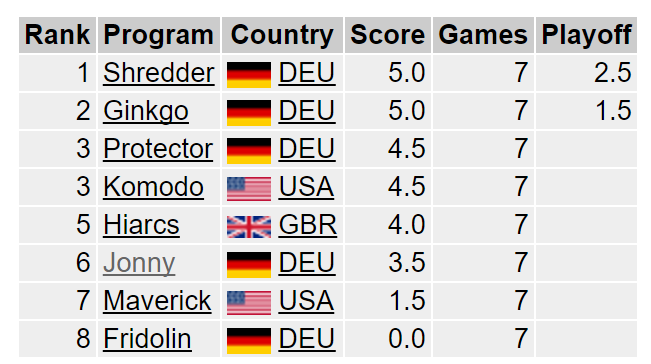 Rank Program Country Score Games Playoff
1 Shredder DEU 5.0 7 2.5
2 Ginkgo DEU 5.0 7 1.5
3 Protector DEU 4.5 7
3 Komodo USA 4.5 7
5 Hiarcs GBR 4.0 7
6 Jonny DEU 3.5 7
7 Maverick USA 1.5 7
8 Fridolin DEU 0.0 7